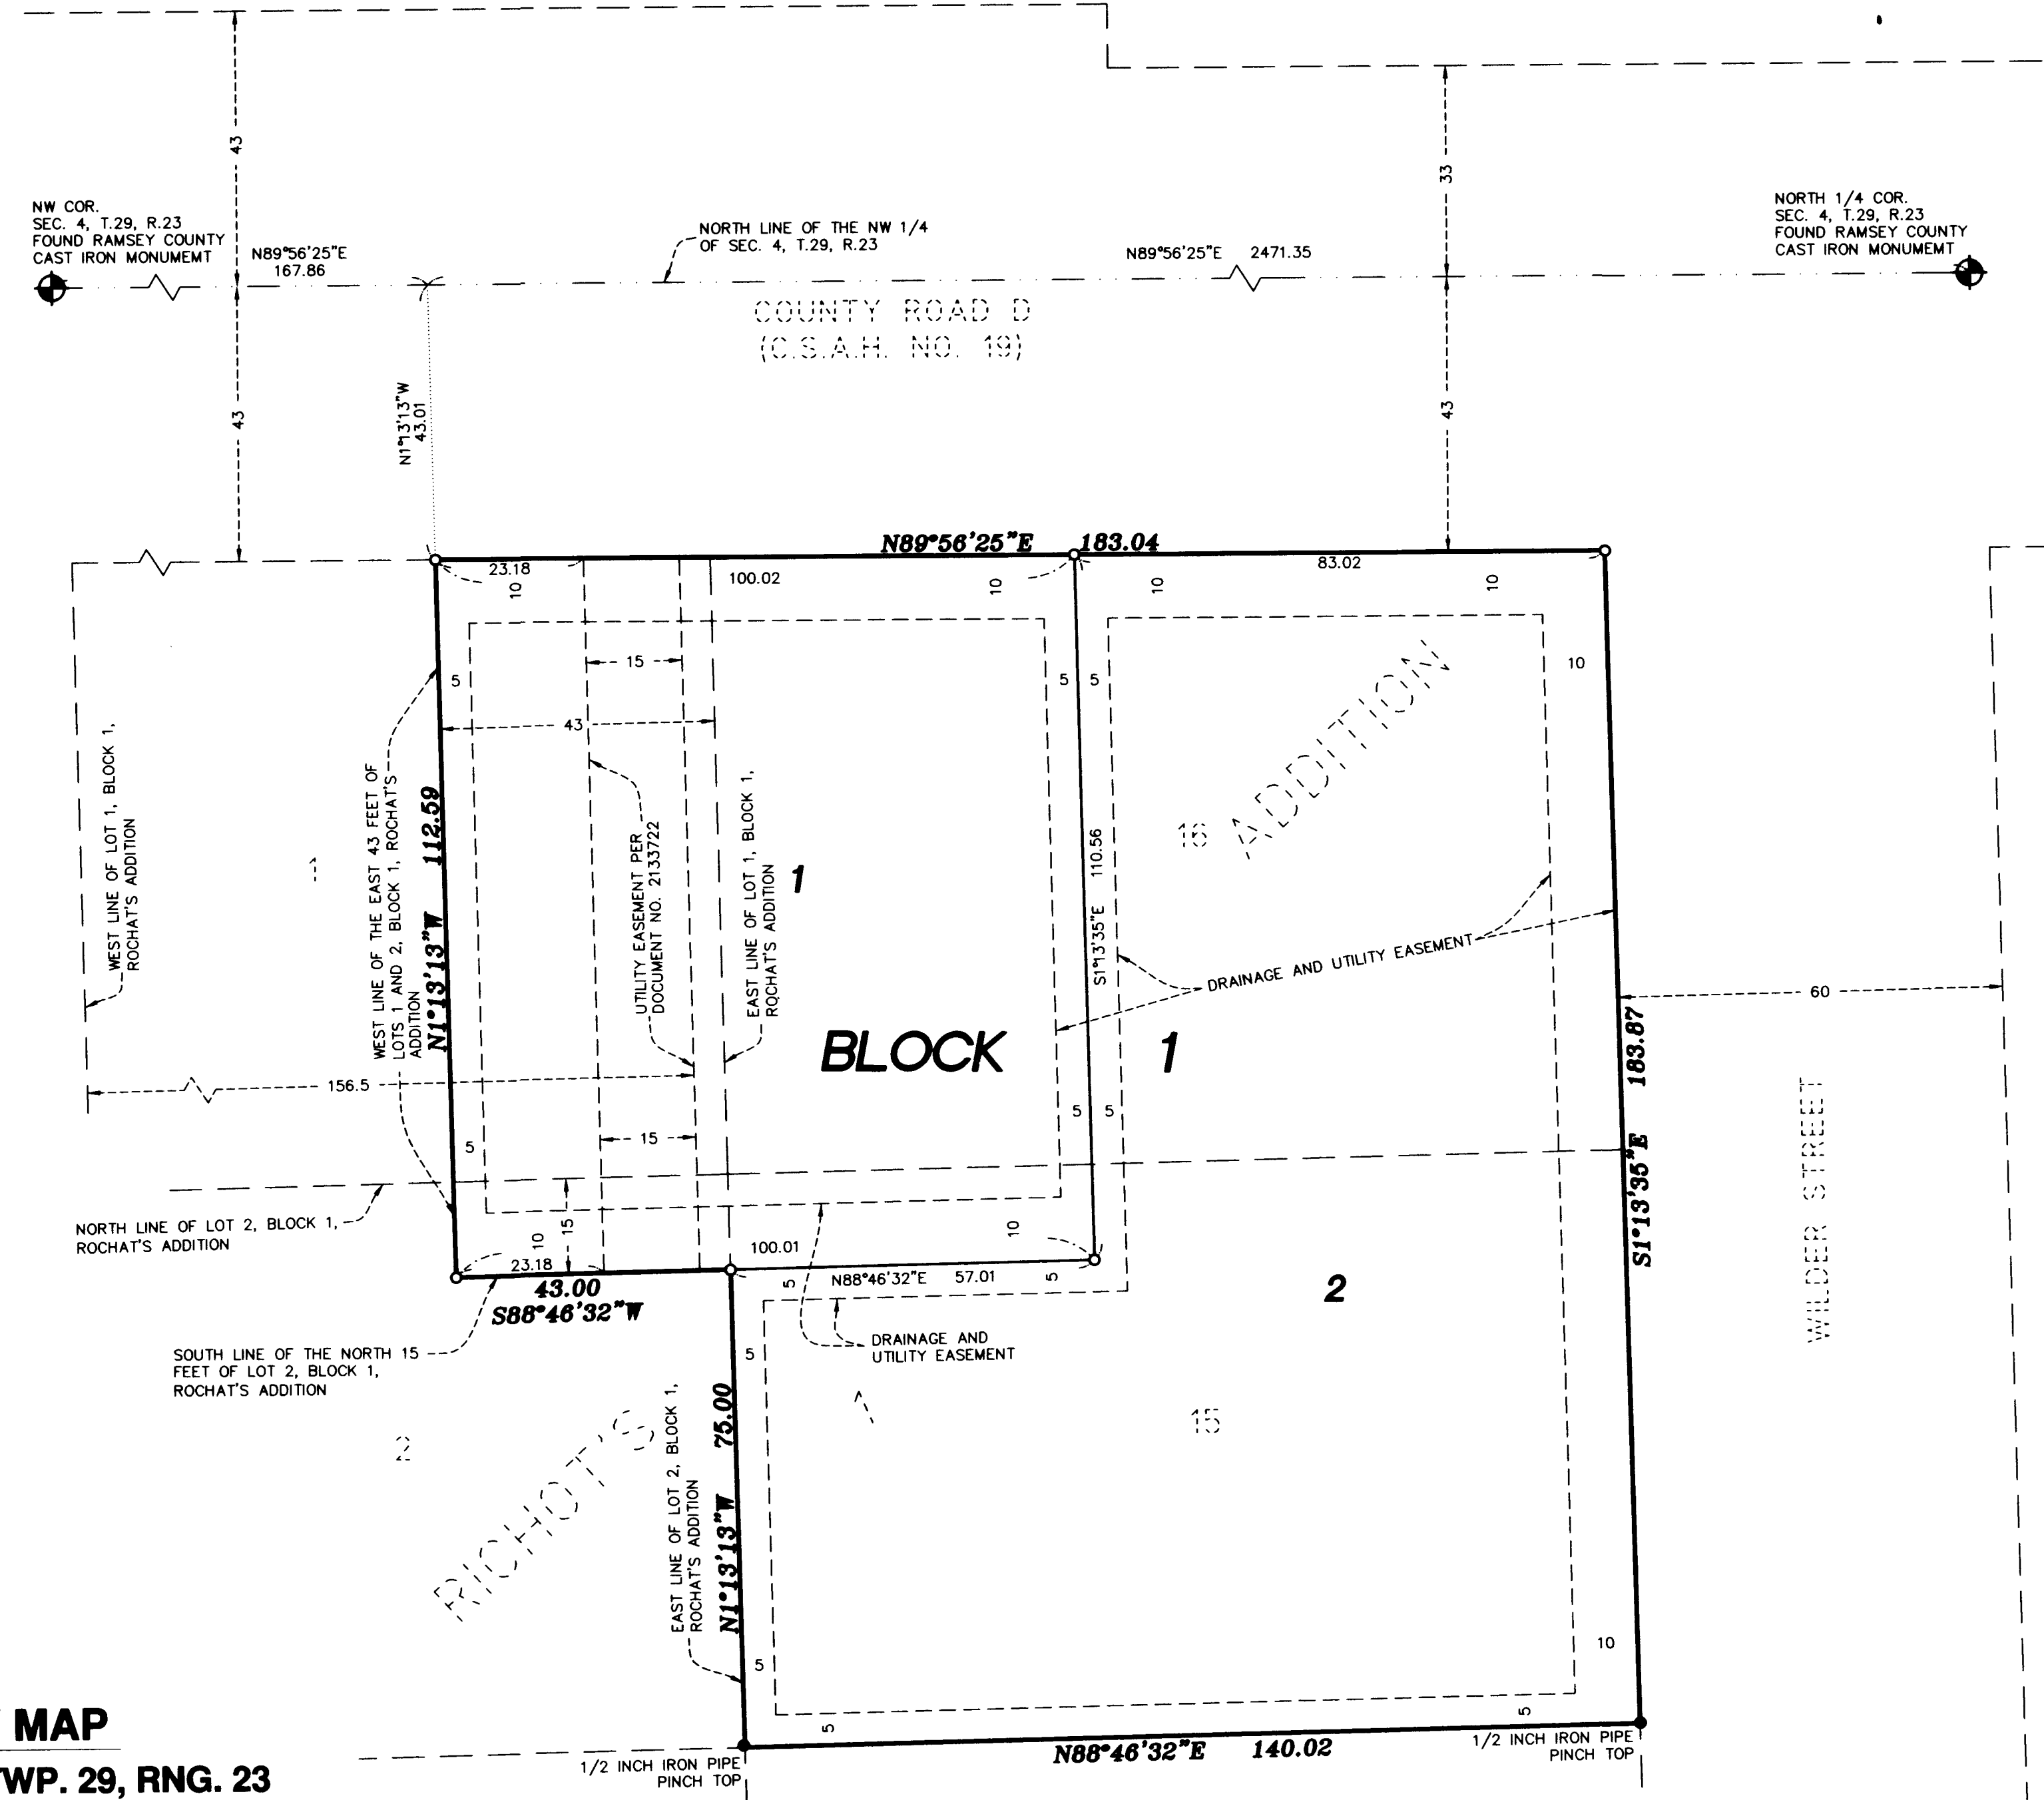 43
33
NW COR.
SEC. 4, T.29, R.23
FOUND RAMSEY COUNTY
CAST IRON MONUMEMT
N89°56'25"E
167.86
NORTH LINE OF THE NW 1/4
OF SEC. 4, T.29, R.23
N89°56'25"E 2471.35
NORTH 1/4 COR.
SEC. 4, T.29, R.23
FOUND RAMSEY COUNTY
CAST IRON MONUMEMT
COUNTY ROAD D
(C.S.A.H. NO. 19)
43
N1°13'13"W
43.01
43
N89°56'25"E 183.04
23.18
100.02
83.02
10
10
10
10
15
5
5
5
10
43
WEST LINE OF LOT 1, BLOCK 1,
ROCHAT'S ADDITION
1
WEST LINE OF THE EAST 43 FEET OF
LOTS 1 AND 2, BLOCK 1, ROCHAT'S
ADDITION
N1°13'13"W 112.59
UTILITY EASEMENT PER
DOCUMENT NO. 2133722
EAST LINE OF LOT 1, BLOCK 1,
ROCHAT'S ADDITION
1
S1°13'35"E 110.56
16
ADDITION
DRAINAGE AND UTILITY EASEMENT
60
BLOCK 1
156.5
S1°13'35"E 183.87
WILDER STREET
15
5
5
5
NORTH LINE OF LOT 2, BLOCK 1,
ROCHAT'S ADDITION
10
15
10
23.18
100.01
43.00
S88°46'32"W
5
N88°46'32"E 57.01
5
2
SOUTH LINE OF THE NORTH 15
FEET OF LOT 2, BLOCK 1,
ROCHAT'S ADDITION
DRAINAGE AND
UTILITY EASEMENT
5
2
RICHOT'S
1
15
EAST LINE OF LOT 2, BLOCK 1,
ROCHAT'S ADDITION
N1°13'13"W 75.00
5
10
5
5
N88°46'32"E 140.02
1/2 INCH IRON PIPE
PINCH TOP
1/2 INCH IRON PIPE
PINCH TOP
MAP
WP. 29, RNG. 23